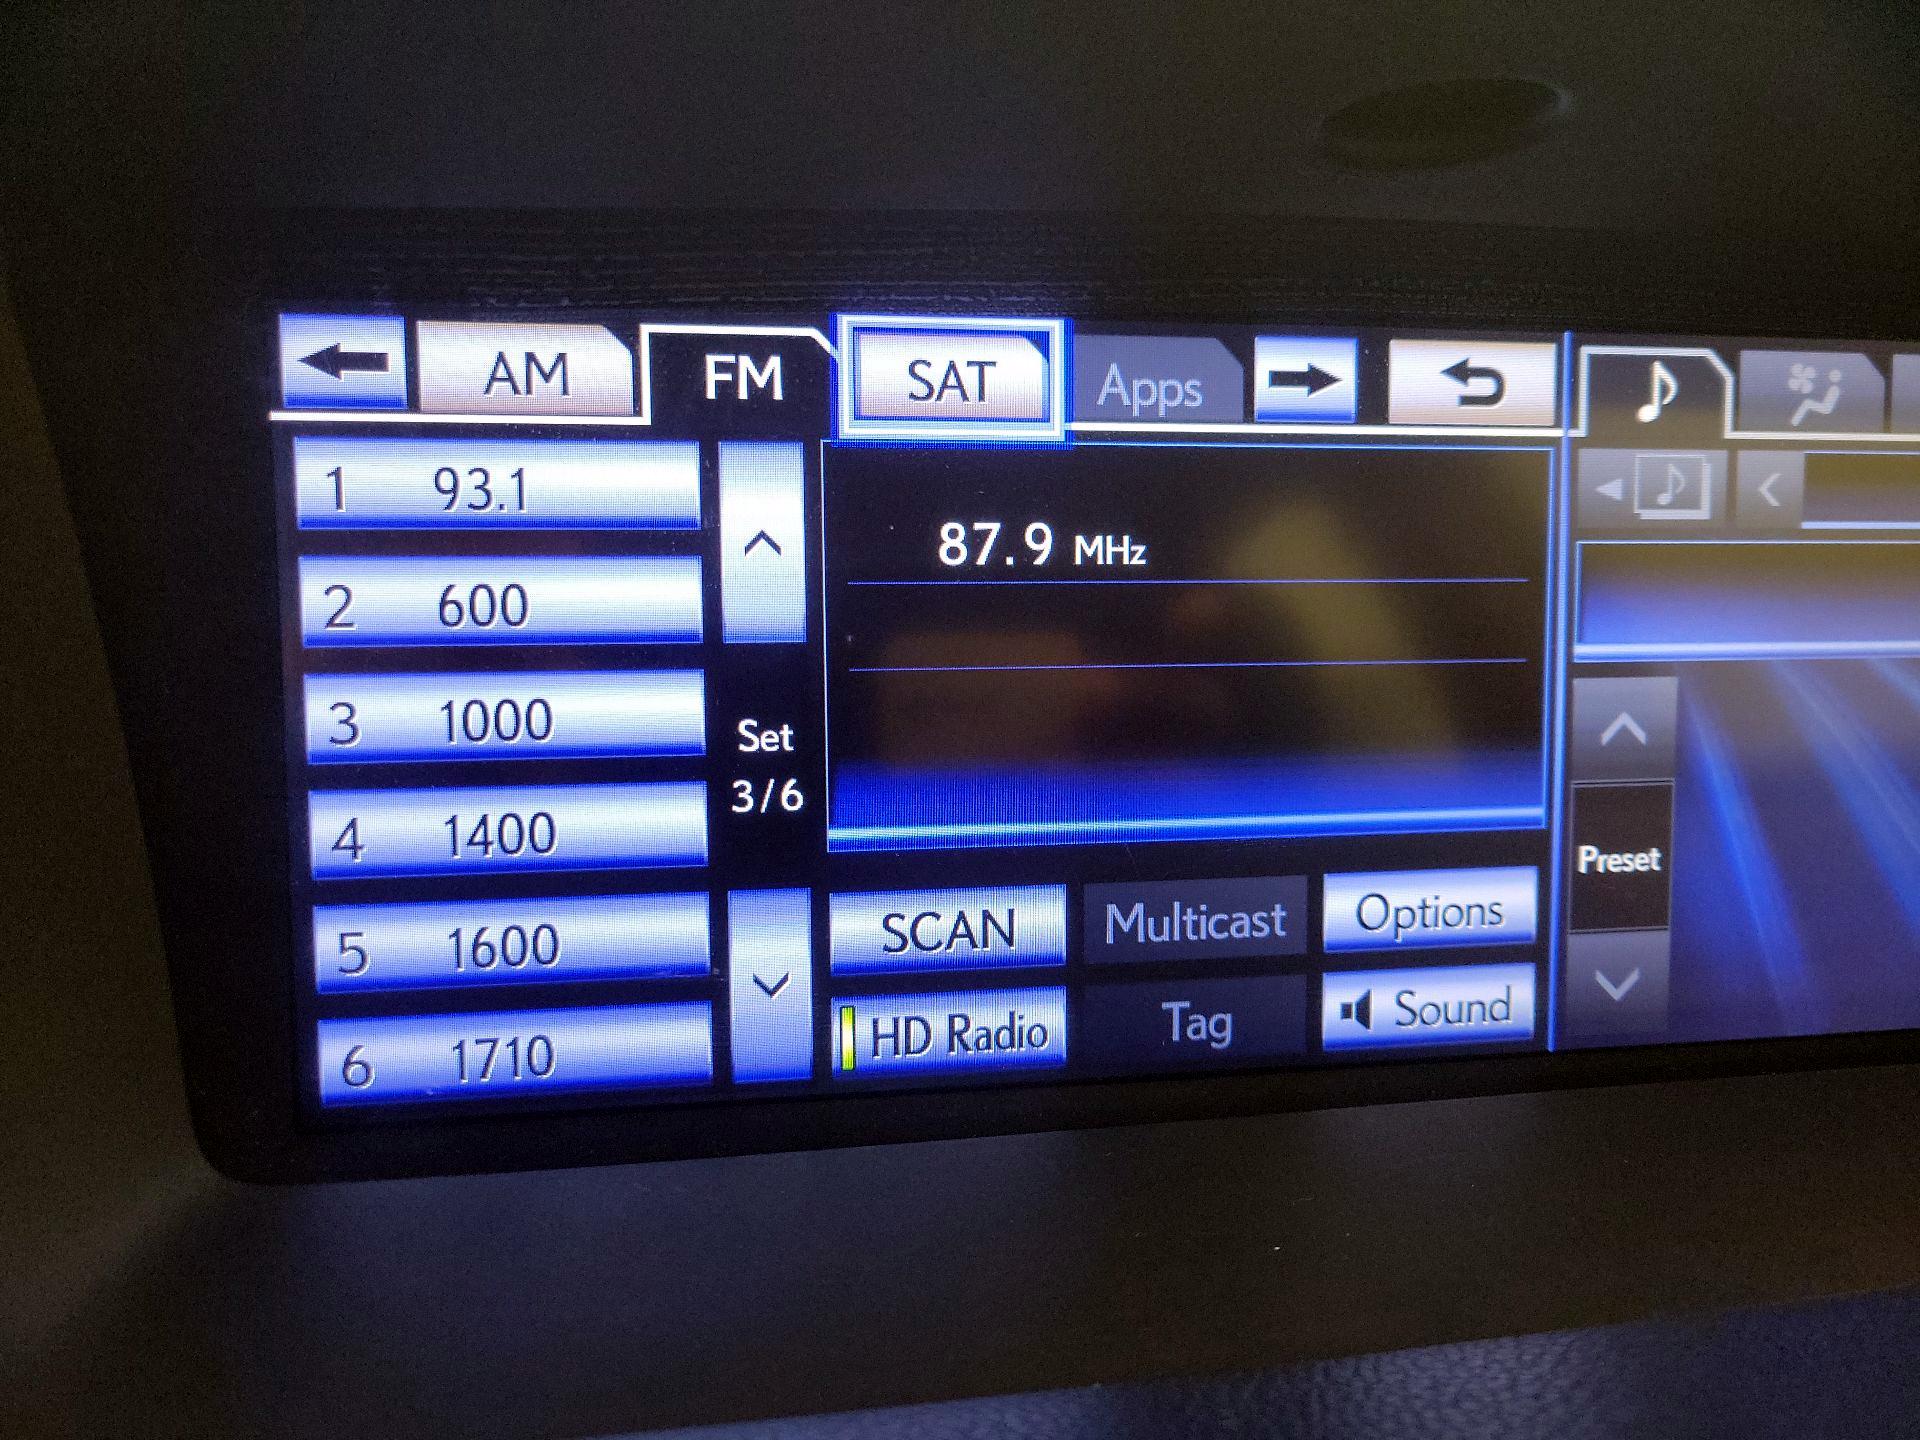 AM FM SAT Apps
1 93.1
2 600
3 1000
4 1400
5 1600
6 1710
Set
3/6
87.9 MHz
SCAN Multicast Options
HD Radio Tag Sound
Preset